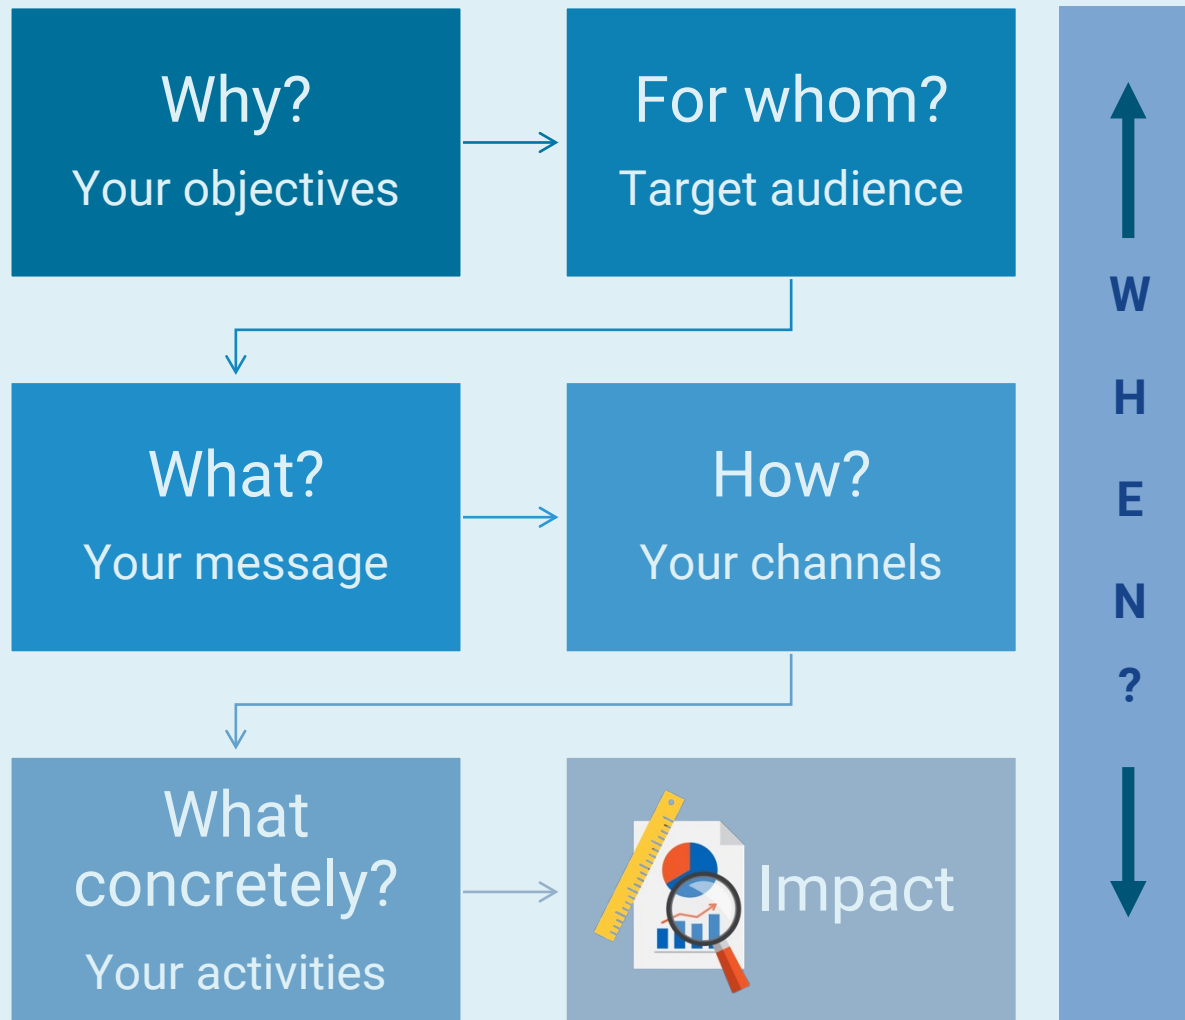 Why?
Your objectives
For whom?
Target audience
What?
Your message
How?
Your channels
What
concretely?
Your activities
Impact
W
H
E
N
?